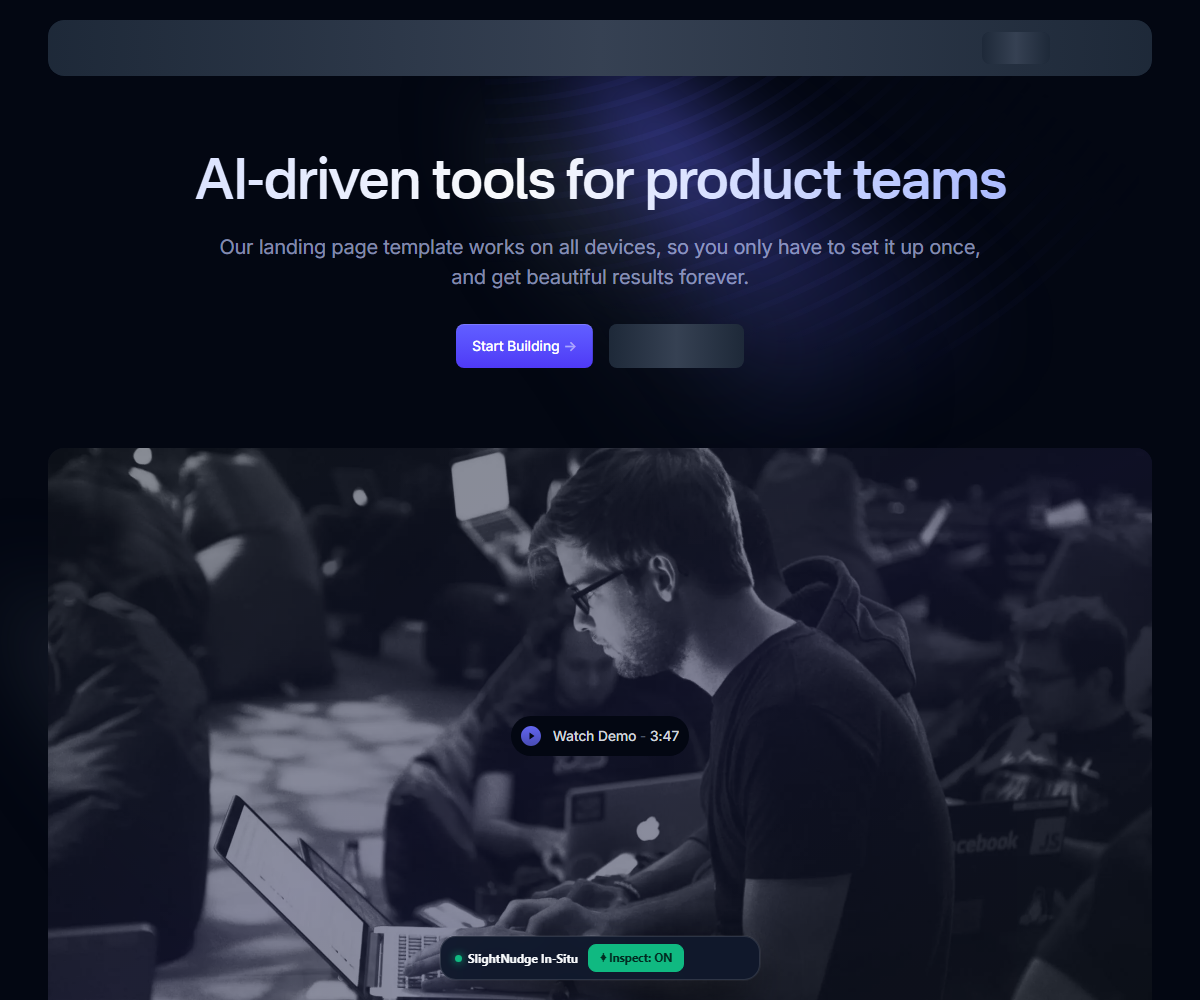 AI-driven tools for product teams
Our landing page template works on all devices, so you only have to set it up once,
and get beautiful results forever.
Start Building →
Watch Demo - 3:47
facebook
JS
SlightNudge In-Situ
♦ Inspect: ON